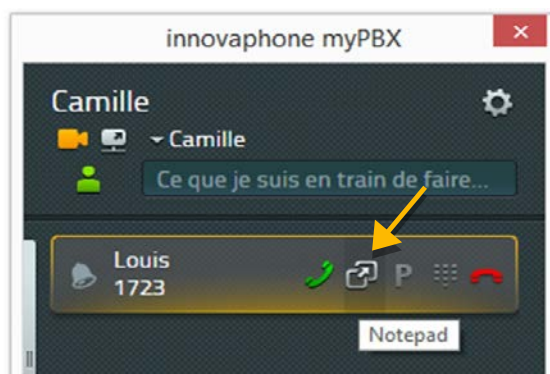 innovaphone myPBX
Camille
Camille
Ce que je suis en train de faire...
Louis
1723
P
Notepad